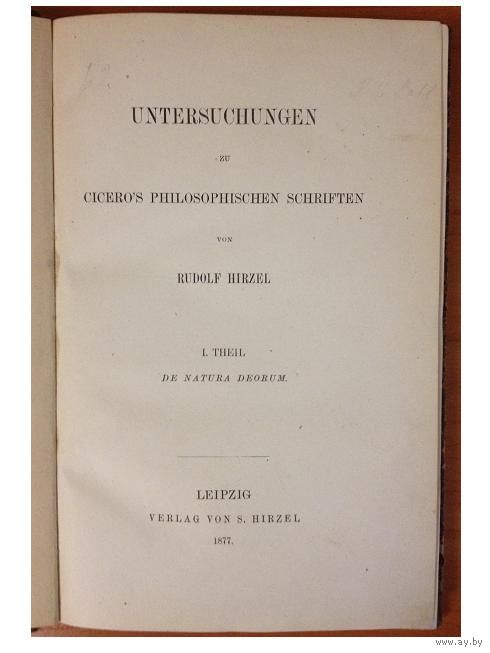 UNTERSUCHUNGEN
ZU
CICERO'S PHILOSOPHISCHEN SCHRIFTEN
VON
RUDOLF HIRZEL
I. THEIL
DE NATURA DEORUM.
LEIPZIG
VERLAG VON S. HIRZEL
1877.
www.ay.by